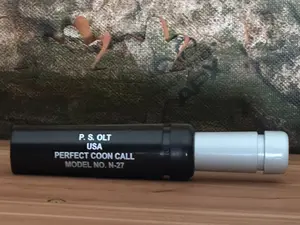 P. S. OLT
USA
PERFECT COON CALL
MODEL NO. N-27